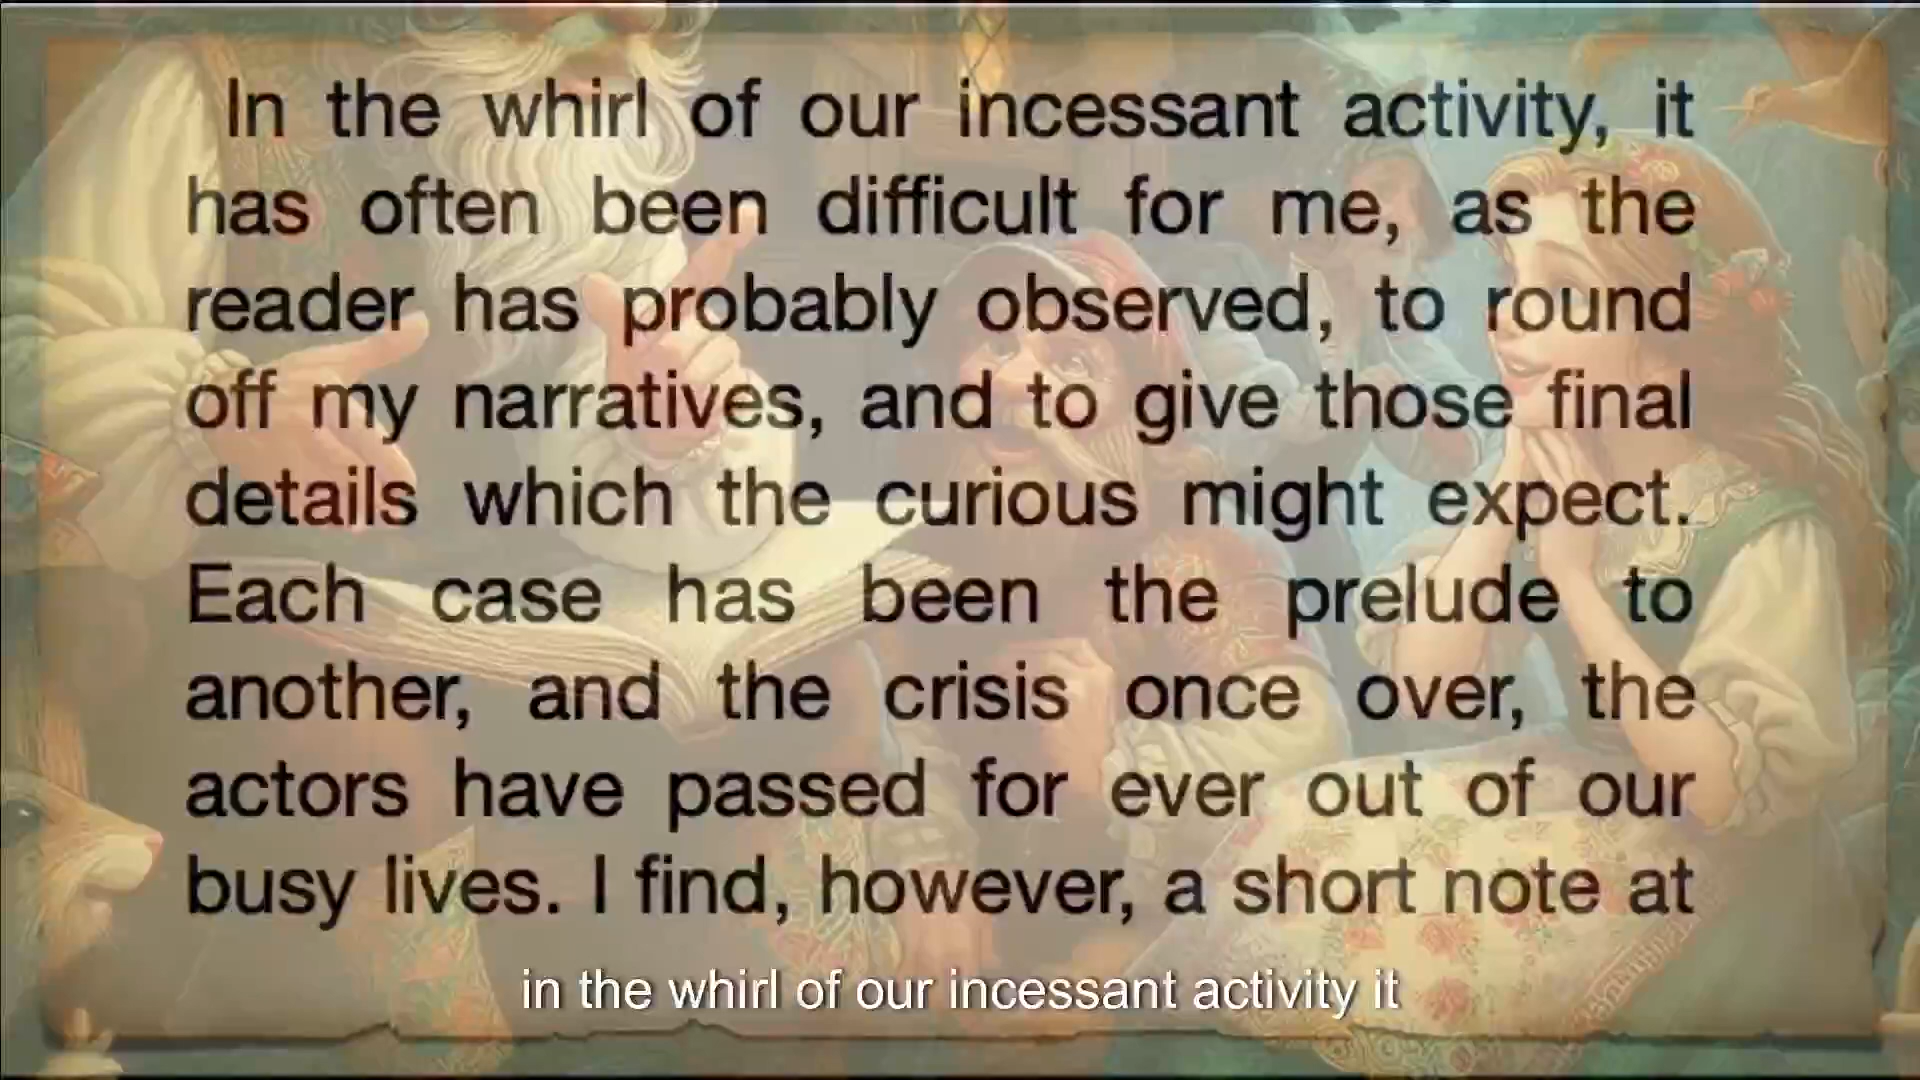 In the whirl of our incessant activity, it
has often been difficult for me, as the
reader has probably observed, to round
off my narratives, and to give those final
details which the curious might expect.
Each case has been the prelude to
another, and the crisis once over, the
actors have passed for ever out of our
busy lives. I find, however, a short note at
in the whirl of our incessant activity it